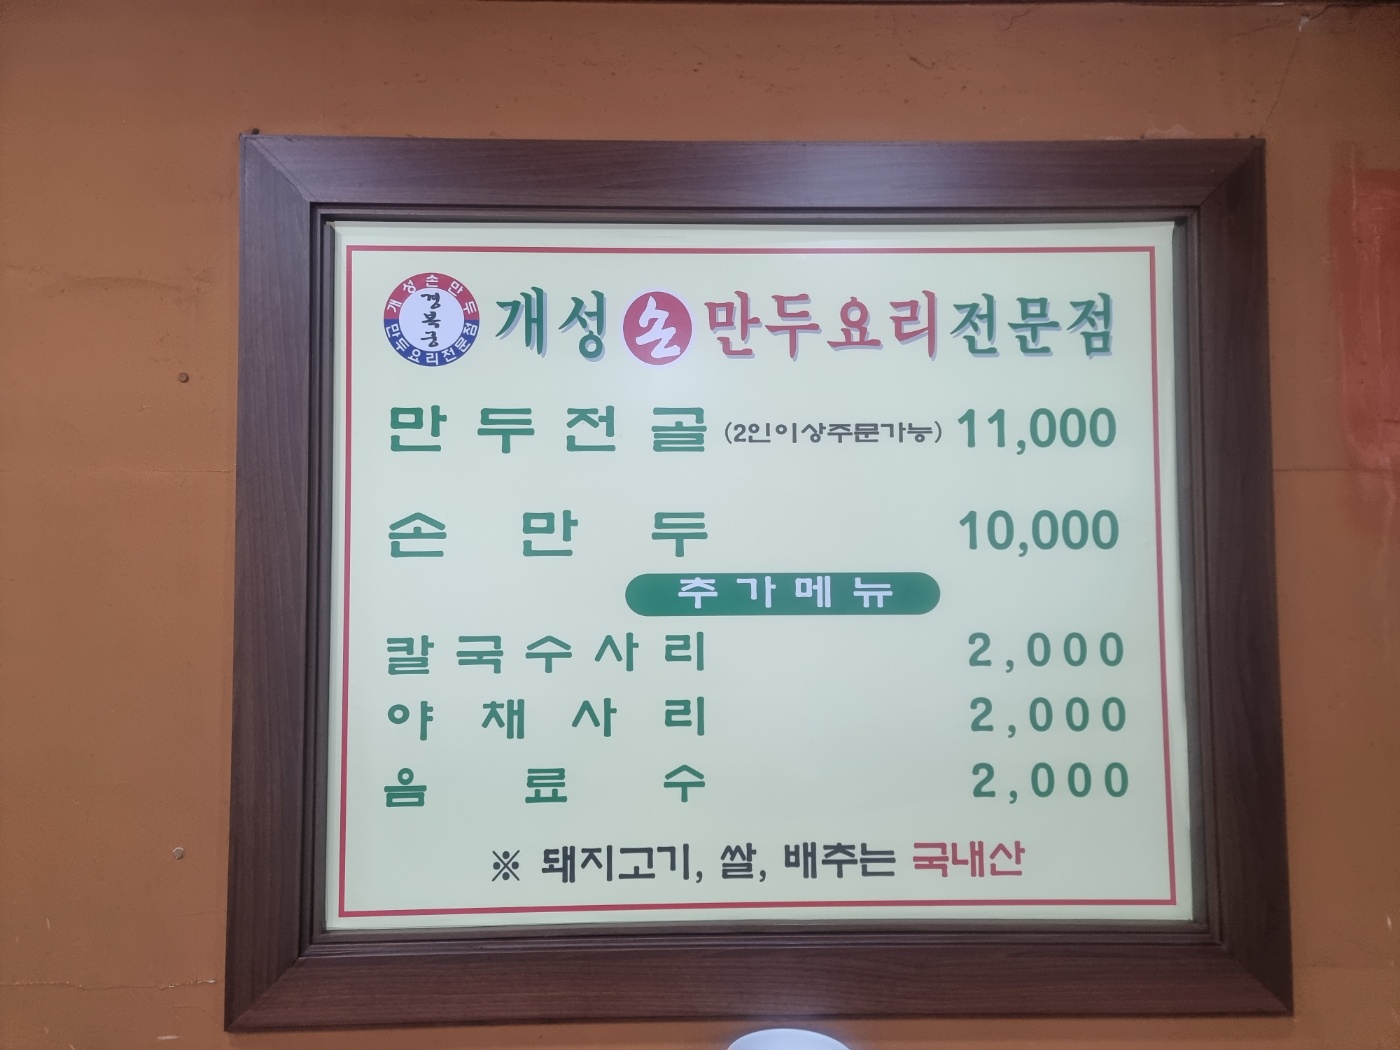 개성손만두
경복궁
만두요리전문점
개성손만두요리전문점
만두전골 (2인이상주문가능) 11,000
손만두 10,000
추가메뉴
칼국수사리 2,000
야채사리 2,000
음료수 2,000
※ 돼지고기, 쌀, 배추는 국내산